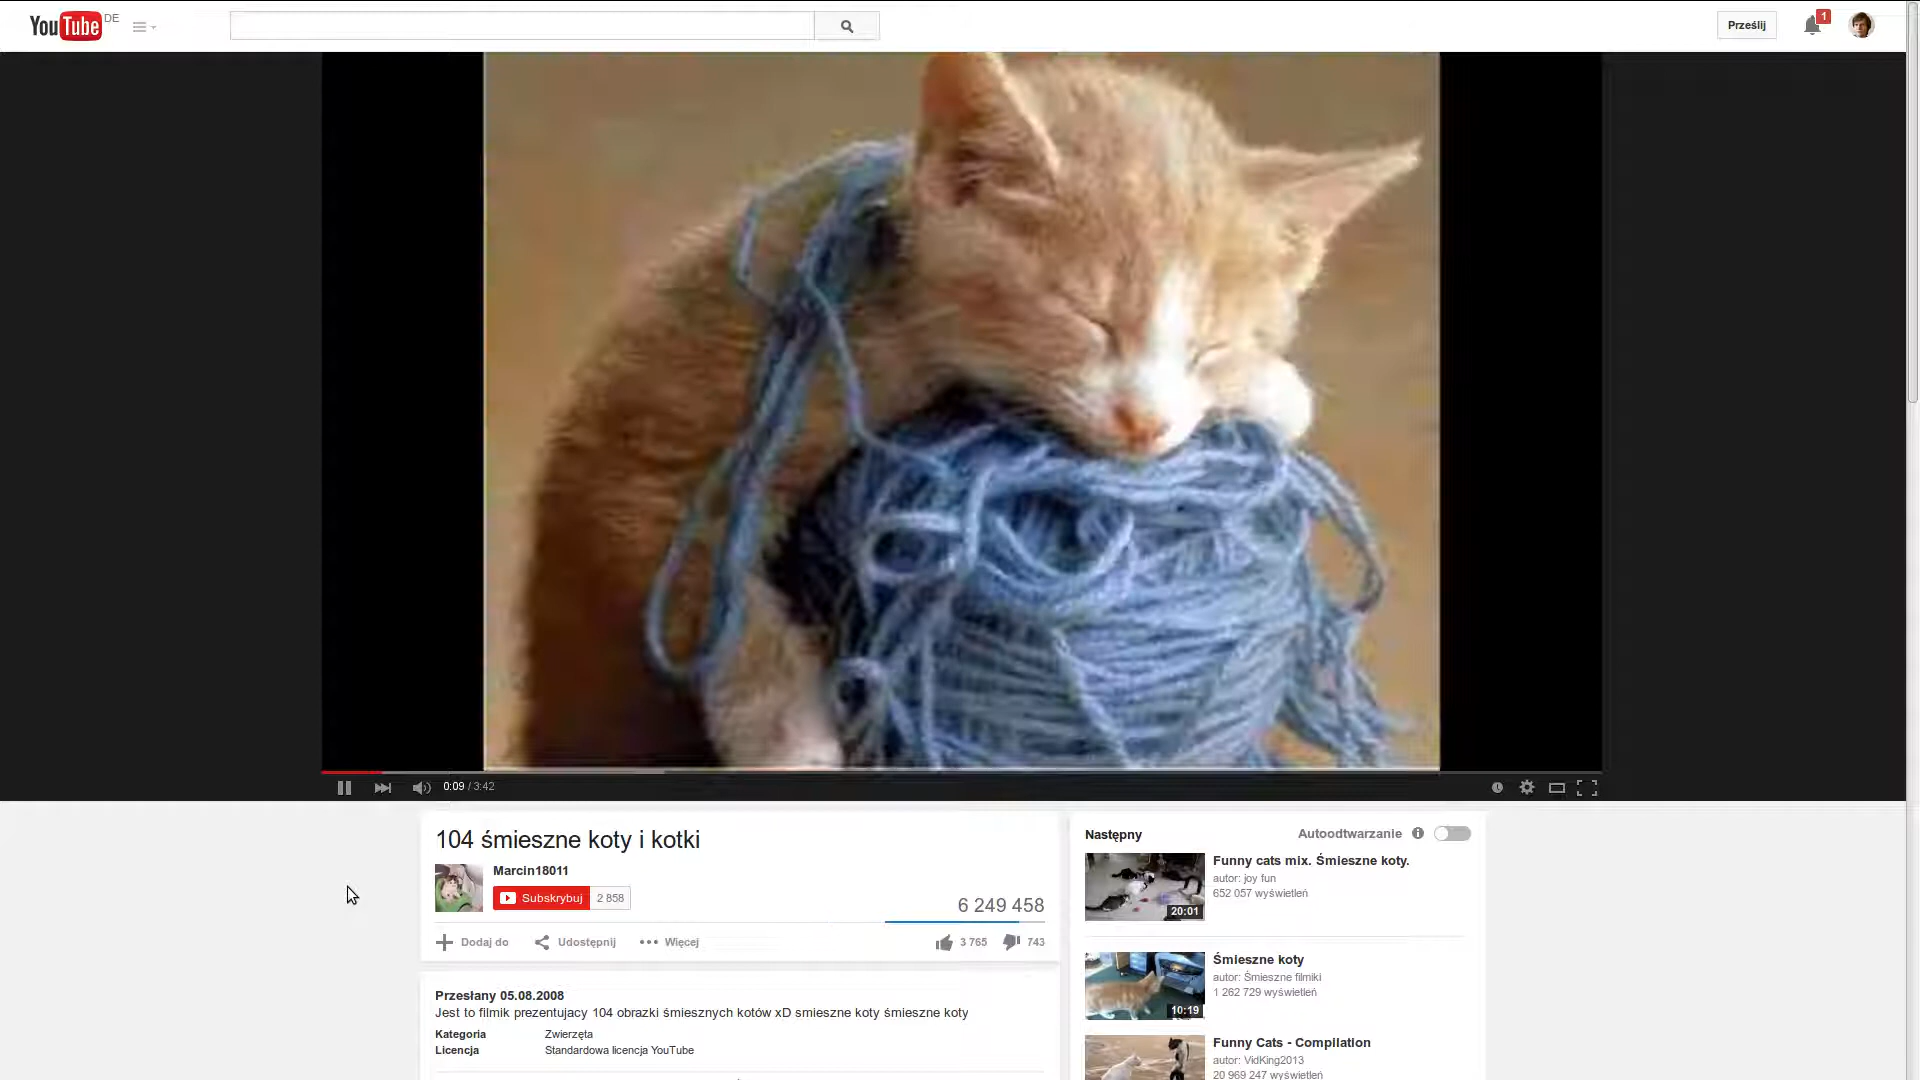 YouTube DE
Prześlij
1
0:09 / 3:42
104 śmieszne koty i kotki
Marcin18011
Subskrybuj 2 858
6 249 458
Dodaj do Udostępnij Więcej 3 765 743
Przesłany 05.08.2008
Jest to filmik prezentujacy 104 obrazki śmiesznych kotów xD smieszne koty śmieszne koty
Kategoria Zwierzęta
Licencja Standardowa licencja YouTube
Następny Autoodtwarzanie
Funny cats mix. Śmieszne koty.
autor: joy fun
652 057 wyświetleń
20:01
Śmieszne koty
autor: Śmieszne filmiki
1 262 729 wyświetleń
10:19
Funny Cats - Compilation
autor: VidKing2013
20 969 247 wyświetleń